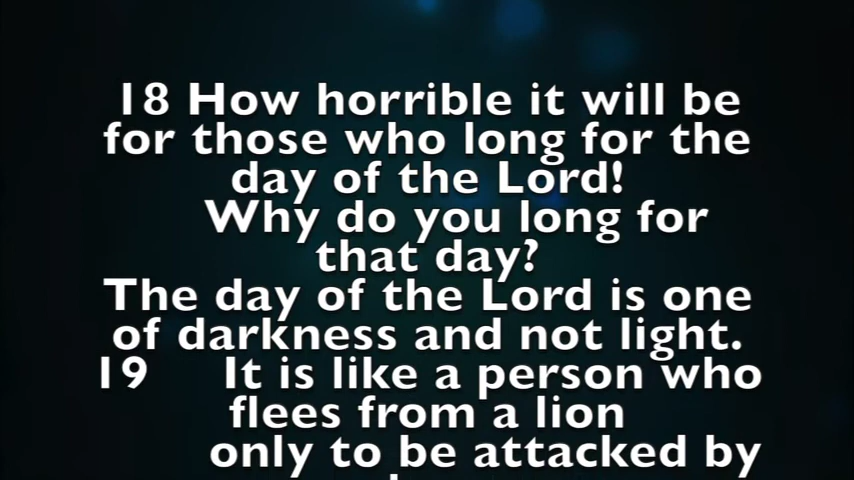 18 How horrible it will be
for those who long for the
day of the Lord!
Why do you long for
that day?
The day of the Lord is one
of darkness and not light.
19 It is like a person who
flees from a lion
only to be attacked by